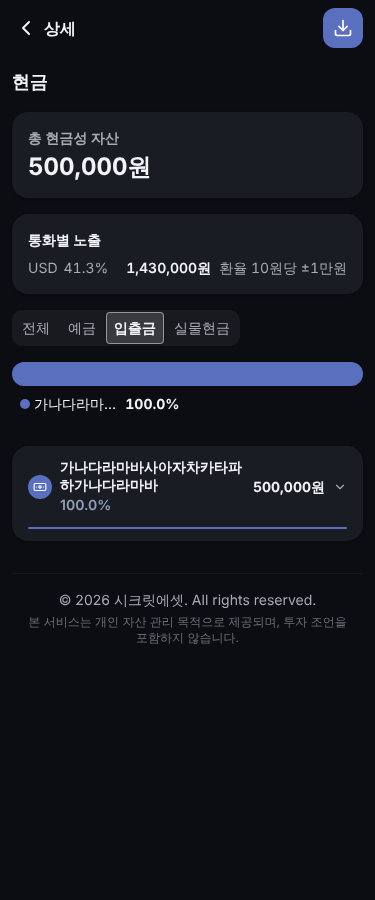 상세
현금
총 현금성 자산
500,000원
통화별 노출
USD 41.3% 1,430,000원 환율 10원당 ±1만원
전체 예금 입출금 실물현금
가나다라마... 100.0%
가나다라마바사아자차카타파
하가나다라마바
500,000원
100.0%
© 2026 시크릿에셋. All rights reserved.
본 서비스는 개인 자산 관리 목적으로 제공되며, 투자 조언을
포함하지 않습니다.